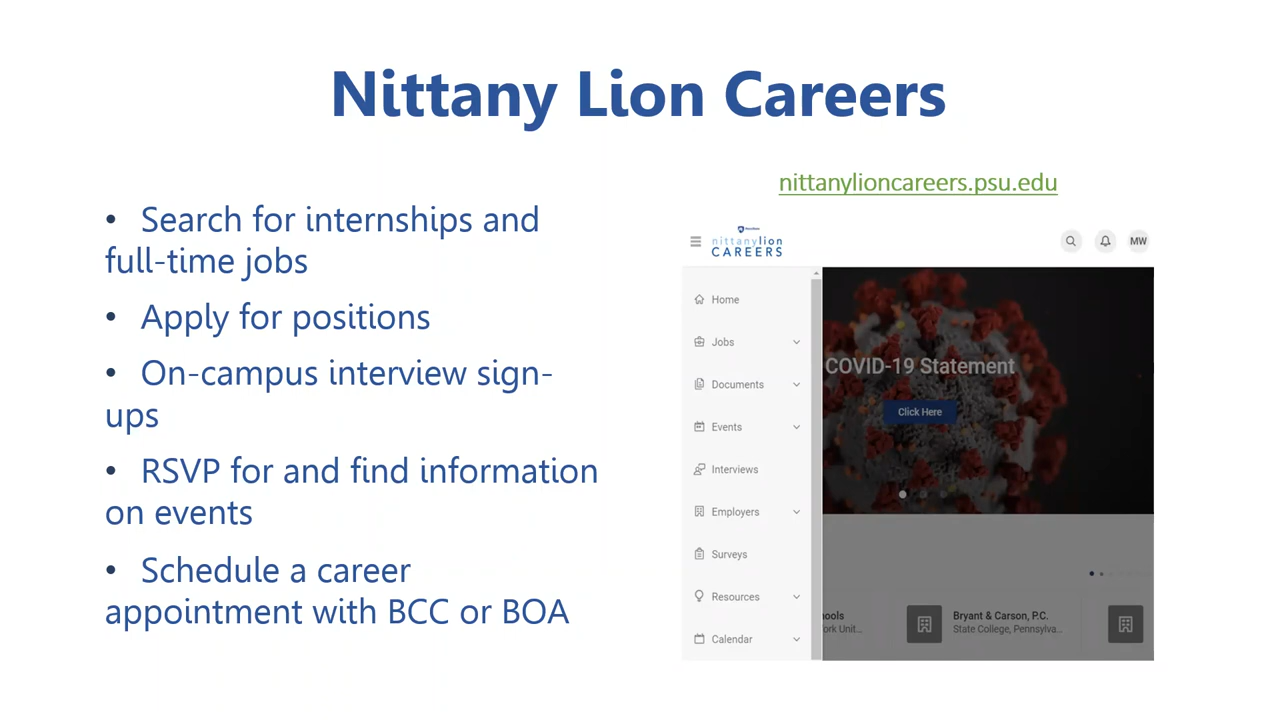 Nittany Lion Careers
• Search for internships and
full-time jobs
• Apply for positions
• On-campus interview sign-
ups
• RSVP for and find information
on events
• Schedule a career
appointment with BCC or BOA
nittanylioncareers.psu.edu
nittanylion
CAREERS
MW
Home
Jobs
Documents
Events
Interviews
Employers
Surveys
Resources
Calendar
COVID-19 Statement
Click Here
hools
ork Unit...
Bryant & Carson, P.C.
State College, Pennsylva...